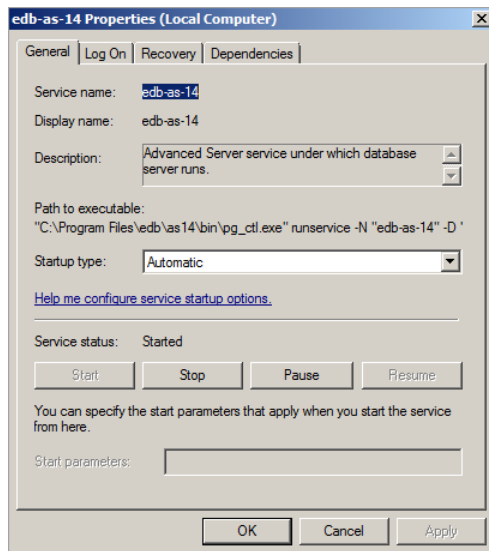 edb-as-14 Properties (Local Computer)
General Log On Recovery Dependencies
Service name: edb-as-14
Display name: edb-as-14
Description: Advanced Server service under which database
server runs.
Path to executable:
"C:\Program Files\edb\as14\bin\pg_ctl.exe" runservice -N "edb-as-14" -D "
Startup type: Automatic
Help me configure service startup options.
Service status: Started
Start Stop Pause Resume
You can specify the start parameters that apply when you start the service
from here.
Start parameters:
OK Cancel Apply